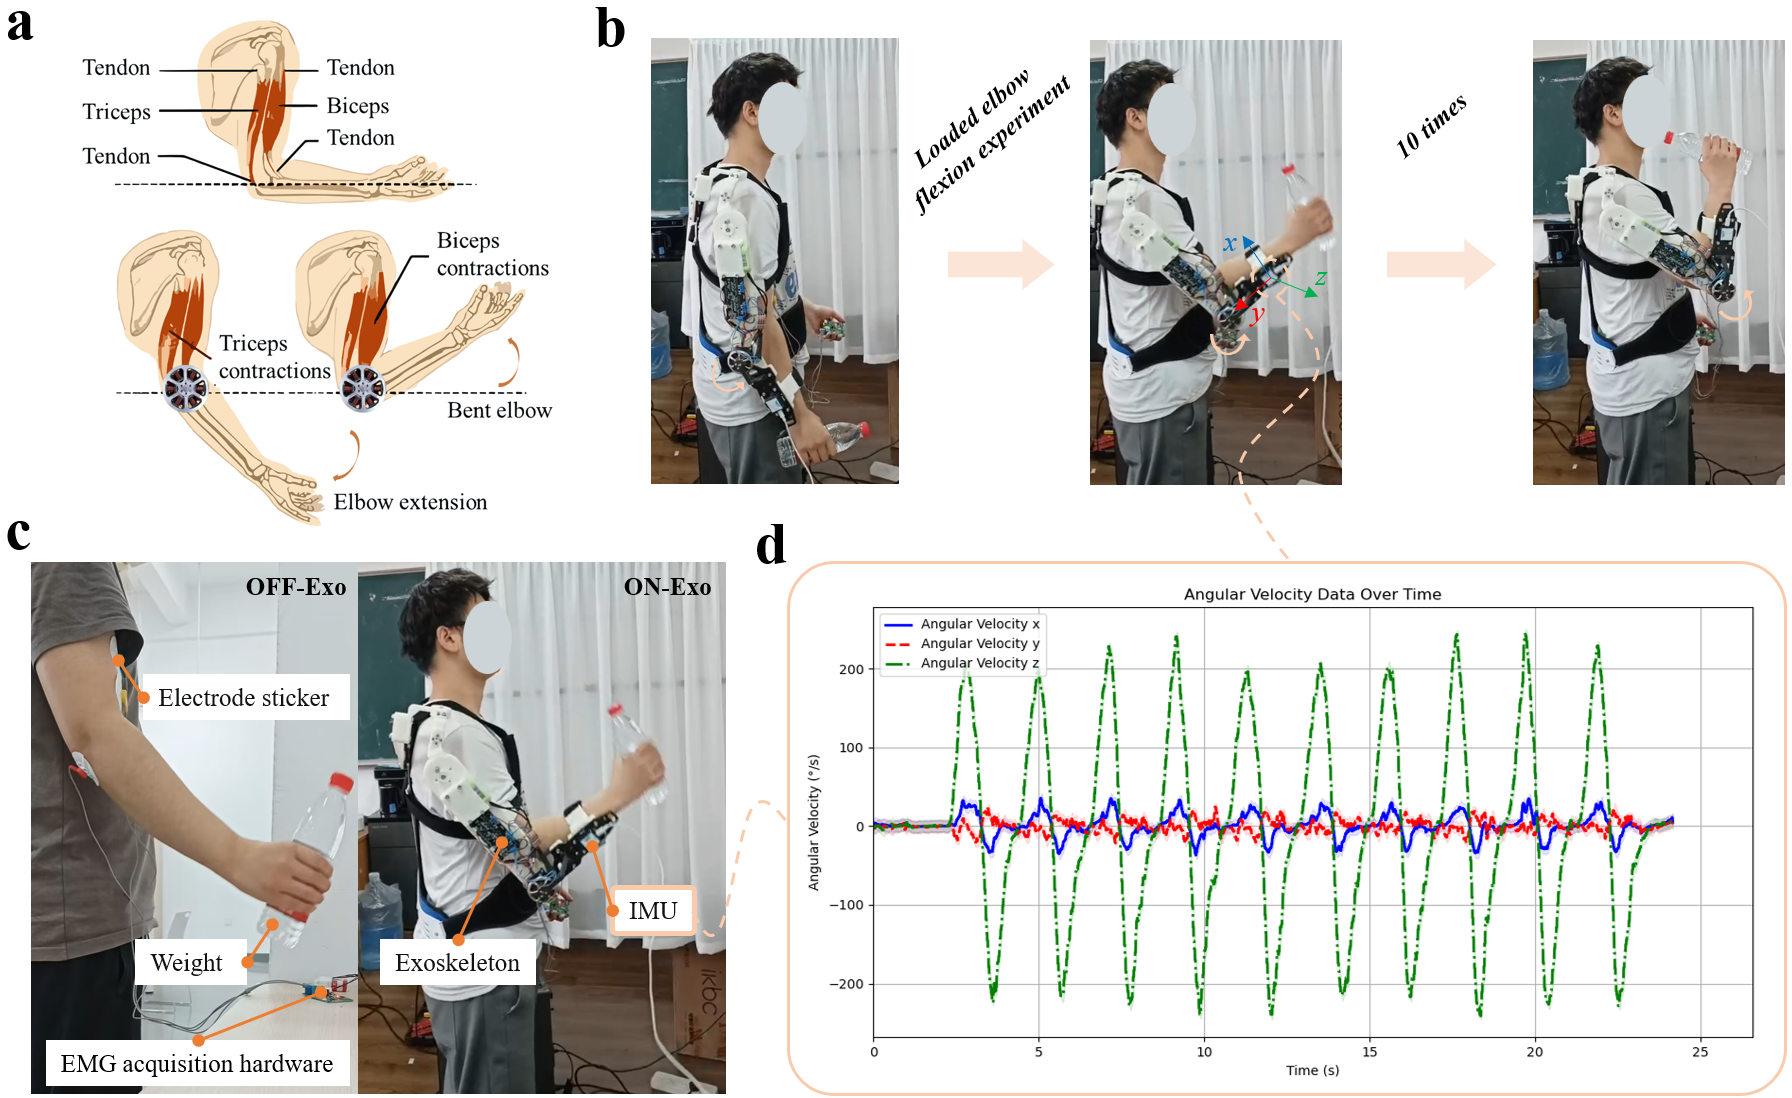 a
Tendon
Tendon
Triceps
Biceps
Tendon
Tendon
Biceps
contractions
Triceps
contractions
Bent elbow
Elbow extension
b
Loaded elbow
flexion experiment
10 times
x
z
y
c
OFF-Exo
ON-Exo
Electrode sticker
Weight
EMG acquisition hardware
Exoskeleton
IMU
ikbc
d
Angular Velocity Data Over Time
Angular Velocity x
Angular Velocity y
Angular Velocity z
Angular Velocity (°/s)
200
100
0
−100
−200
0
5
10
15
20
25
Time (s)